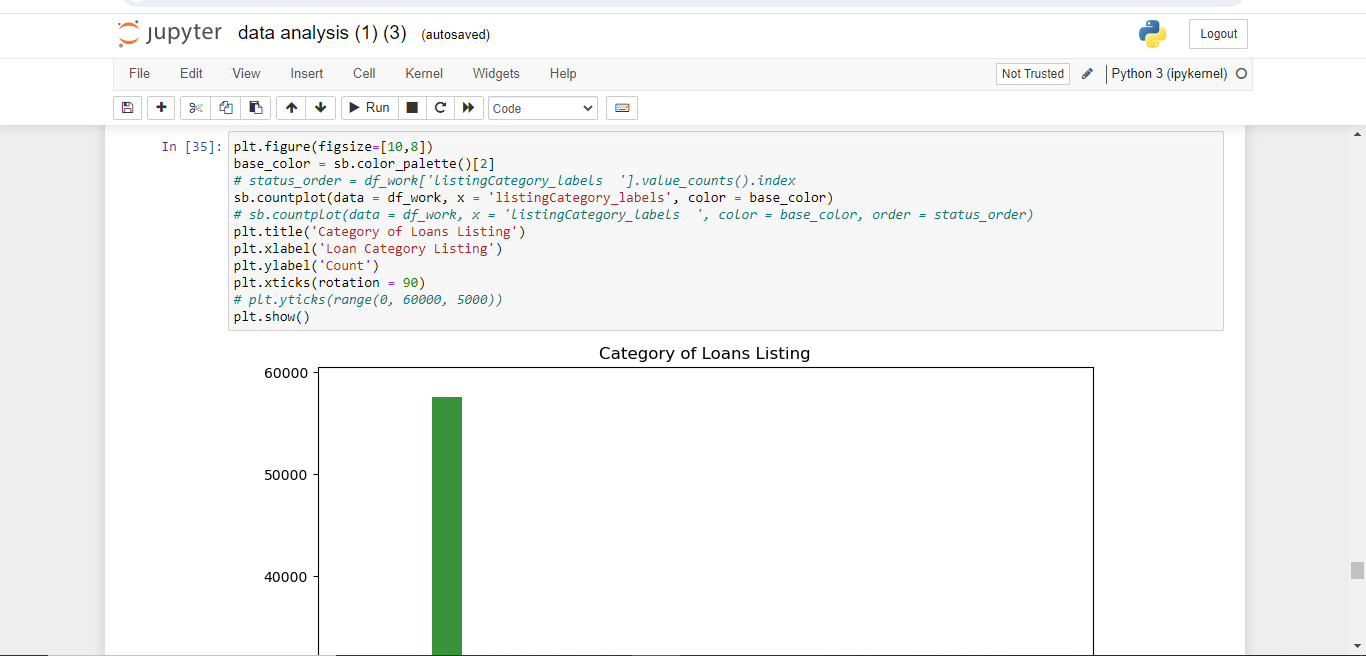 jupyter data analysis (1) (3) (autosaved)
Logout
File Edit View Insert Cell Kernel Widgets Help
Not Trusted Python 3 (ipykernel)
Run Code
In [35]: plt.figure(figsize=[10,8])
base_color = sb.color_palette()[2]
# status_order = df_work['listingCategory_labels  '].value_counts().index
sb.countplot(data = df_work, x = 'listingCategory_labels', color = base_color)
# sb.countplot(data = df_work, x = 'listingCategory_labels  ', color = base_color, order = status_order)
plt.title('Category of Loans Listing')
plt.xlabel('Loan Category Listing')
plt.ylabel('Count')
plt.xticks(rotation = 90)
# plt.yticks(range(0, 60000, 5000))
plt.show()
Category of Loans Listing
60000
50000
40000